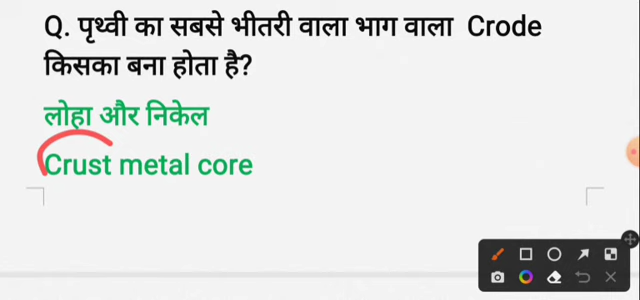 Q. पृथ्वी का सबसे भीतरी वाला भाग वाला Crode
किसका बना होता है?
लोहा और निकेल
Crust metal core